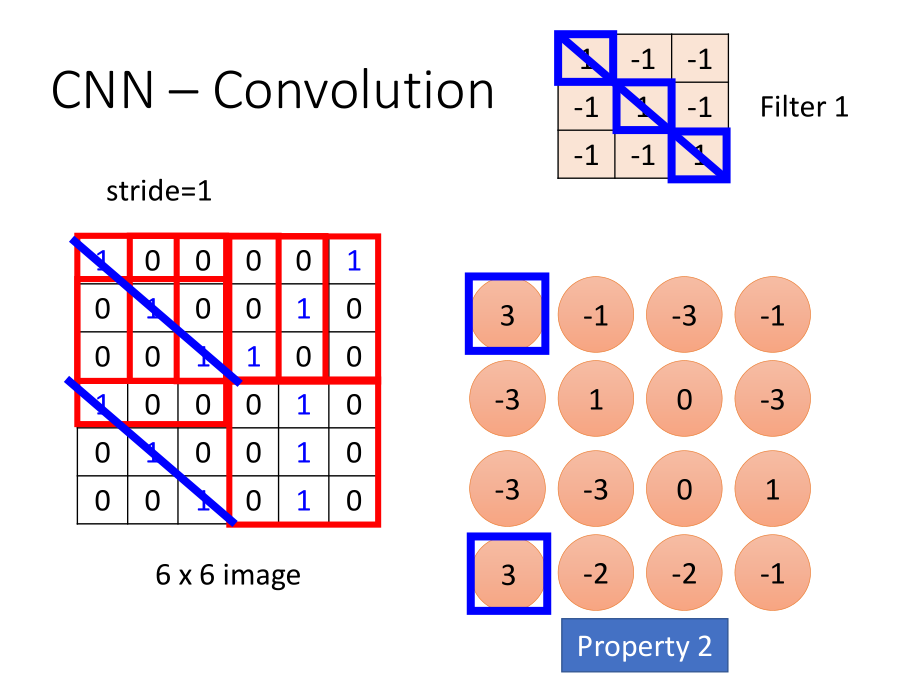 CNN – Convolution
1 -1 -1
-1 1 -1
-1 -1 1
Filter 1
stride=1
1 0 0 0 0 1
0 1 0 0 1 0
0 0 1 1 0 0
1 0 0 0 1 0
0 1 0 0 1 0
0 0 1 0 1 0
6 x 6 image
3 -1 -3 -1
-3 1 0 -3
-3 -3 0 1
3 -2 -2 -1
Property 2